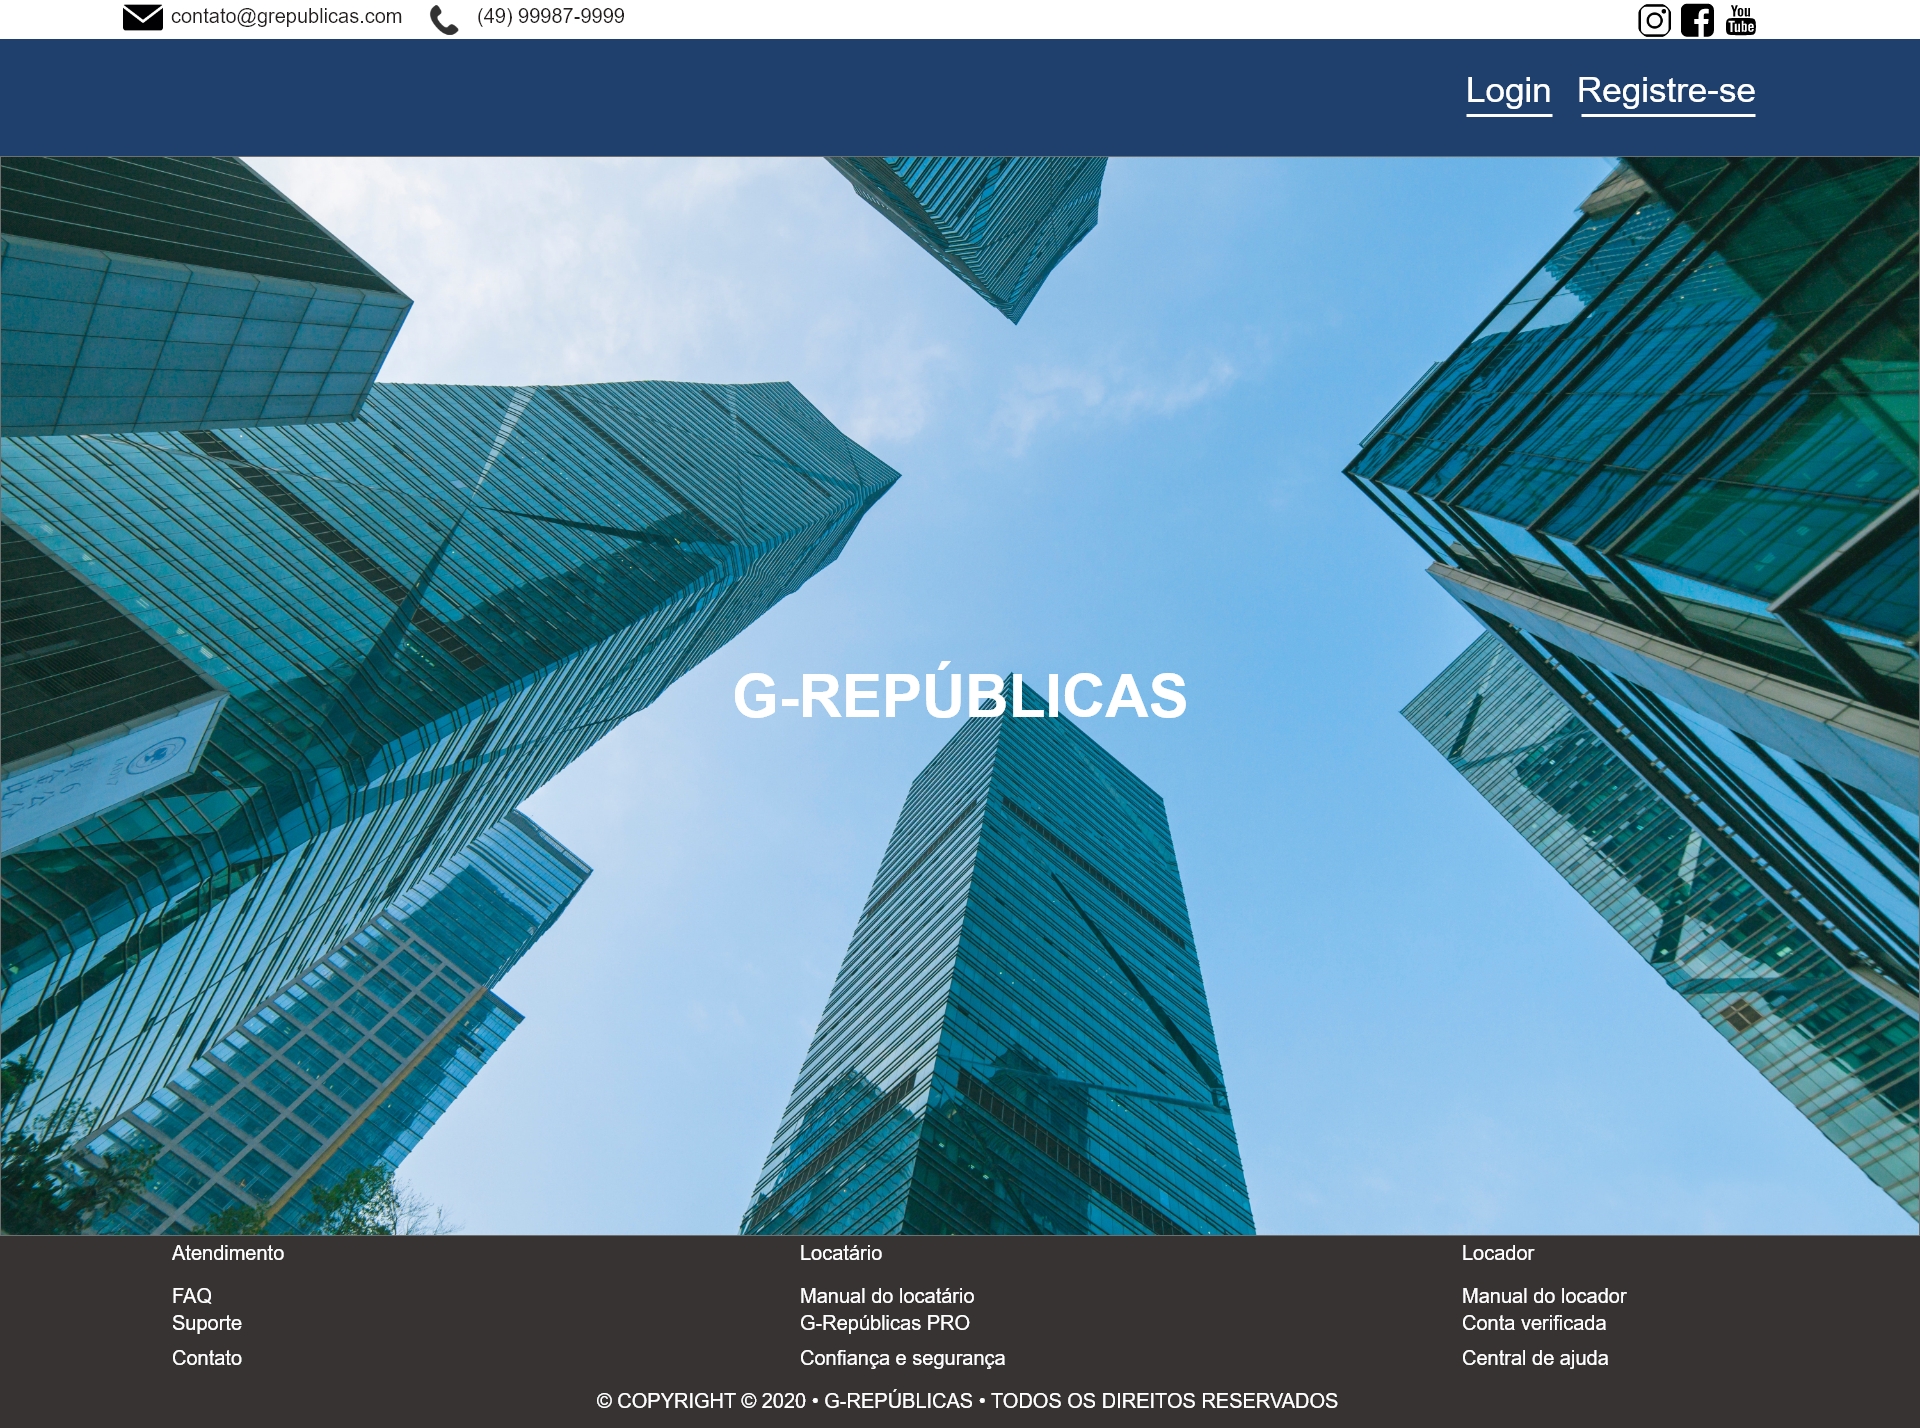 contato@grepublicas.com (49) 99987-9999 You Tube
Login Registre-se
G-REPÚBLICAS
Atendimento Locatário Locador
FAQ Manual do locatário Manual do locador
Suporte G-Repúblicas PRO Conta verificada
Contato Confiança e segurança Central de ajuda
© COPYRIGHT © 2020 • G-REPÚBLICAS • TODOS OS DIREITOS RESERVADOS